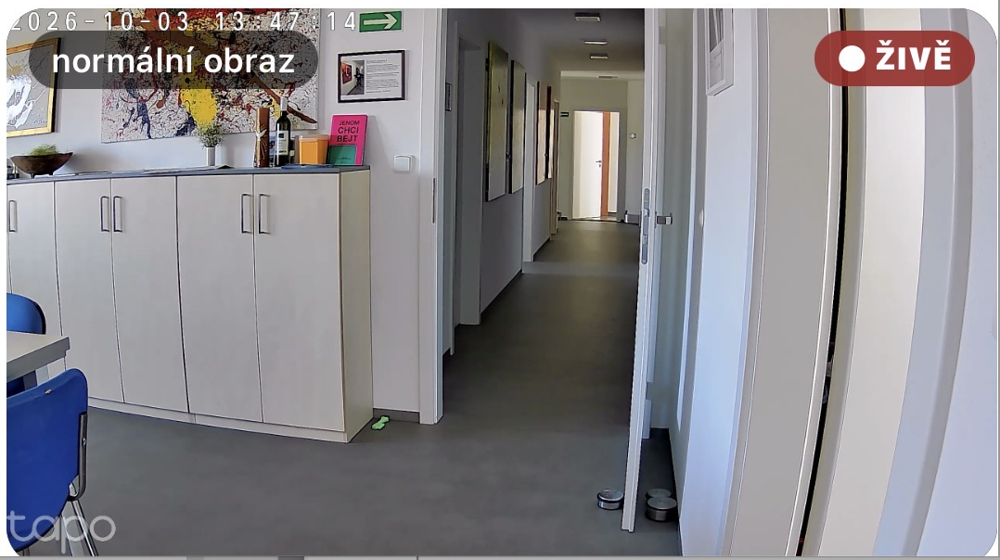 2026-10-03 13:47:14
normální obraz
ŽIVĚ
JENOM
CHCI
BEJT
tapo